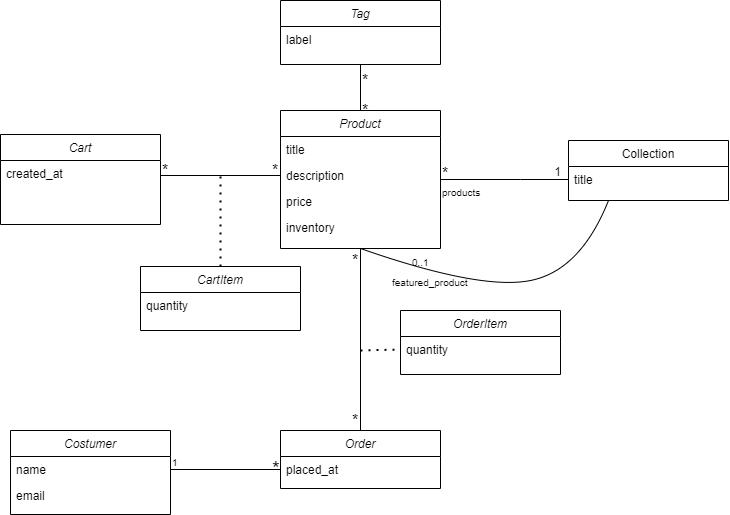 Tag
label
*
*
Product
title
description
price
inventory
Cart
created_at
*
*
Collection
title
*
1
products
0..1
featured_product
CartItem
quantity
*
OrderItem
quantity
*
Costumer
name
email
1
*
Order
placed_at